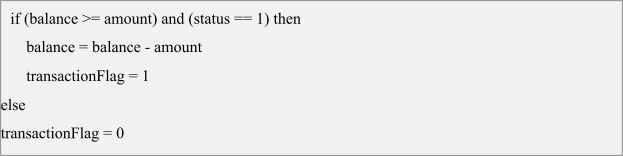 if (balance >= amount) and (status == 1) then
balance = balance - amount
transactionFlag = 1
else
transactionFlag = 0